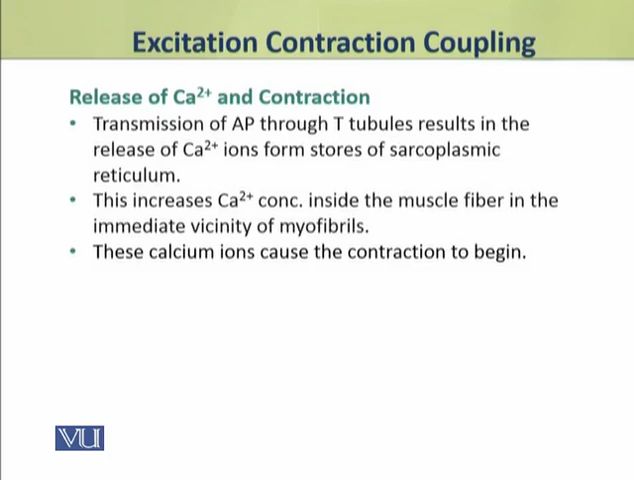 Excitation Contraction Coupling
Release of Ca²⁺ and Contraction
• Transmission of AP through T tubules results in the
release of Ca²⁺ ions form stores of sarcoplasmic
reticulum.
• This increases Ca²⁺ conc. inside the muscle fiber in the
immediate vicinity of myofibrils.
• These calcium ions cause the contraction to begin.
VU